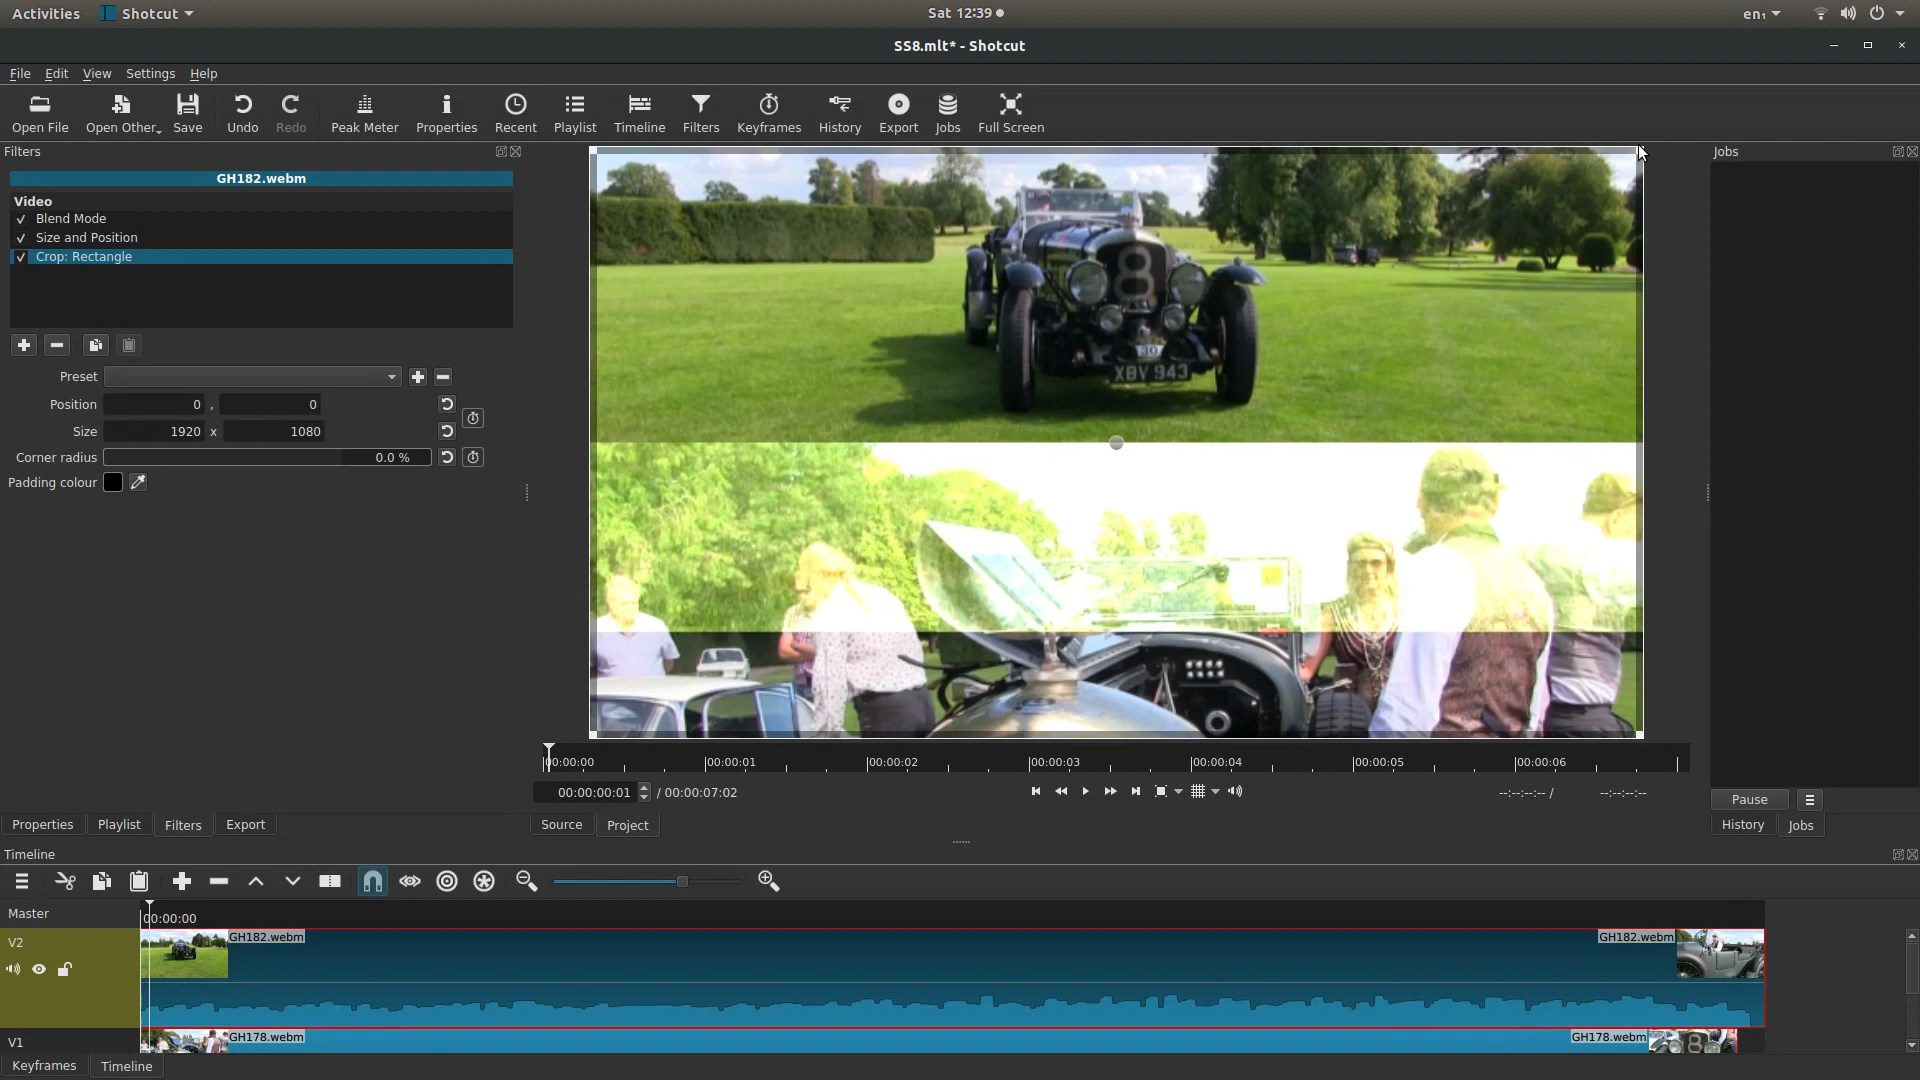 Activities Shotcut Sat 12:39 en₁
SS8.mlt* - Shotcut
File Edit View Settings Help
Open File Open Other... Save Undo Redo Peak Meter Properties Recent Playlist Timeline Filters Keyframes History Export Jobs Full Screen
Filters Jobs
GH182.webm
Video
Blend Mode
Size and Position
Crop: Rectangle
Preset
Position 0 , 0
Size 1920 x 1080
Corner radius 0.0 %
Padding colour
8
30
XBV 943
00:00:00 00:00:01 00:00:02 00:00:03 00:00:04 00:00:05 00:00:06
00:00:00:01 / 00:00:07:02 --:--:--:-- / --:--:--:--
Pause
Properties Playlist Filters Export Source Project History Jobs
Timeline
Master 00:00:00
V2 GH182.webm GH182.webm
V1 GH178.webm GH178.webm
8
Keyframes Timeline